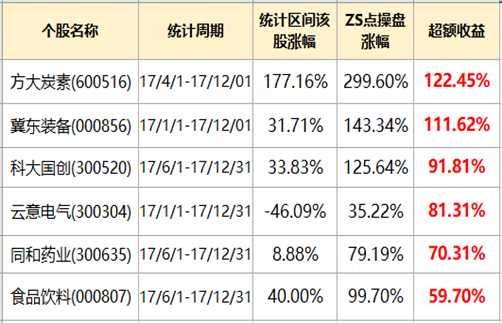 个股名称 统计周期 统计区间该股涨幅 ZS点操盘涨幅 超额收益
方大炭素(600516) 17/4/1-17/12/01 177.16% 299.60% 122.45%
冀东装备(000856) 17/1/1-17/12/01 31.71% 143.34% 111.62%
科大国创(300520) 17/6/1-17/12/31 33.83% 125.64% 91.81%
云意电气(300304) 17/1/1-17/12/31 -46.09% 35.22% 81.31%
同和药业(300635) 17/6/1-17/12/31 8.88% 79.19% 70.31%
食品饮料(000807) 17/6/1-17/12/31 40.00% 99.70% 59.70%